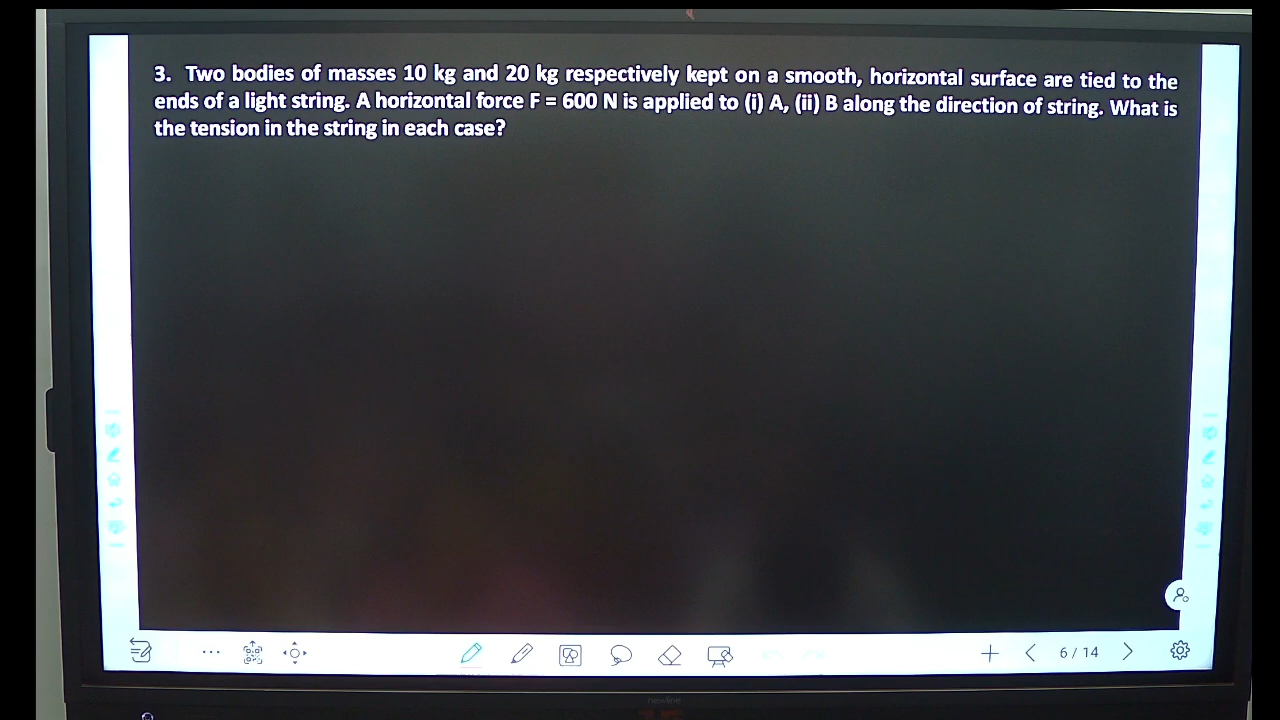 3. Two bodies of masses 10 kg and 20 kg respectively kept on a smooth, horizontal surface are tied to the
ends of a light string. A horizontal force F = 600 N is applied to (i) A, (ii) B along the direction of string. What is
the tension in the string in each case?
6 / 14
newline